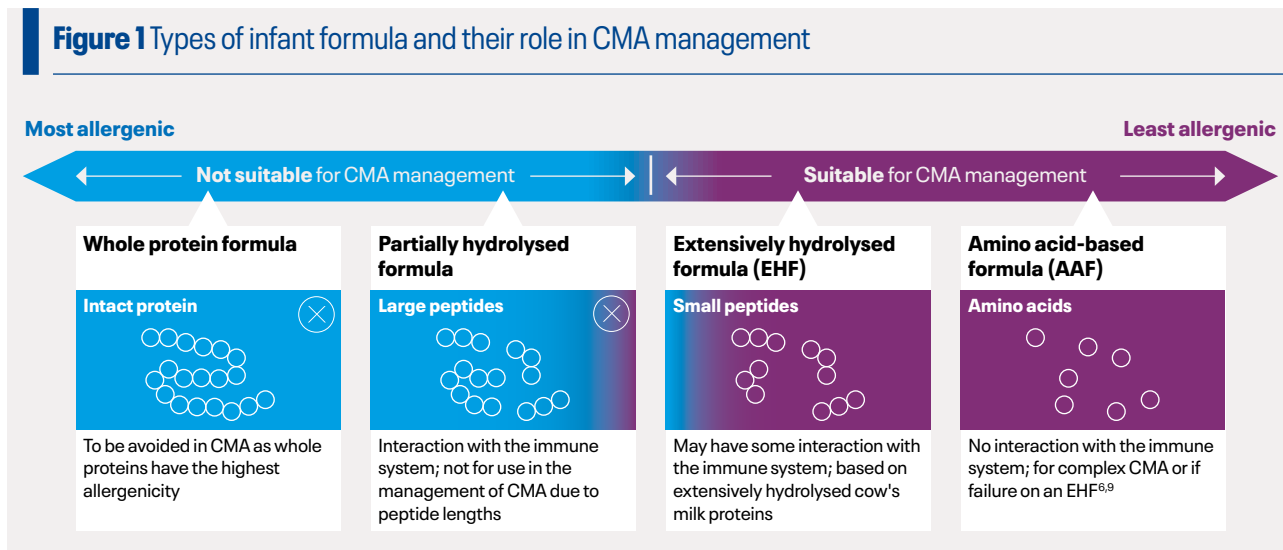 Figure 1 Types of infant formula and their role in CMA management
Most allergenic
Least allergenic
Not suitable for CMA management
Suitable for CMA management
Whole protein formula
Intact protein
To be avoided in CMA as whole
proteins have the highest
allergenicity
Partially hydrolysed
formula
Large peptides
Interaction with the immune
system; not for use in the
management of CMA due to
peptide lengths
Extensively hydrolysed
formula (EHF)
Small peptides
May have some interaction with
the immune system; based on
extensively hydrolysed cow's
milk proteins
Amino acid-based
formula (AAF)
Amino acids
No interaction with the immune
system; for complex CMA or if
failure on an EHF6,9